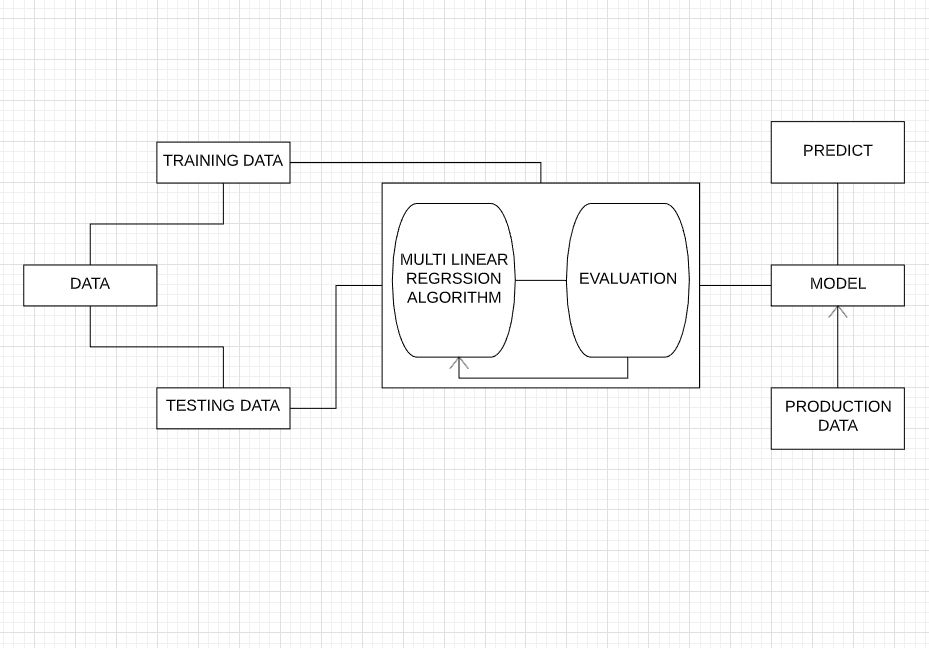 TRAINING DATA
DATA
TESTING DATA
MULTI LINEAR
REGRSSION
ALGORITHM
EVALUATION
PREDICT
MODEL
PRODUCTION
DATA